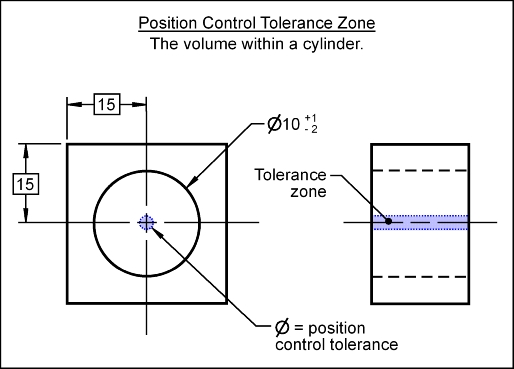 Position Control Tolerance Zone
The volume within a cylinder.
15
Ø10 +1 -2
15
Tolerance
zone
Ø = position
control tolerance